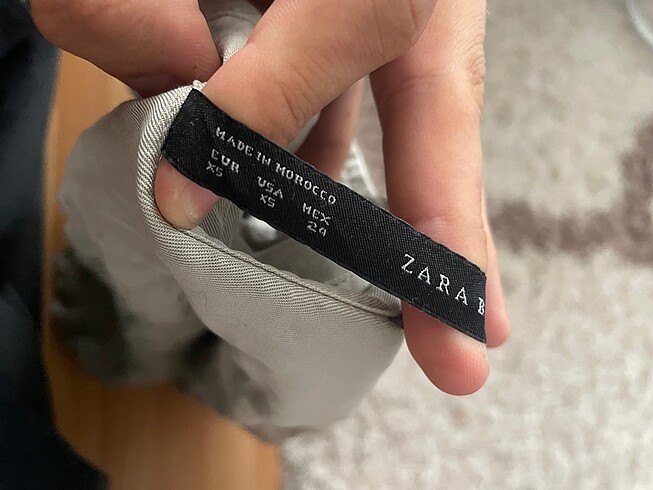 MADE IN MOROCCO
EUR USA MEX
XS XS 24
ZARA B